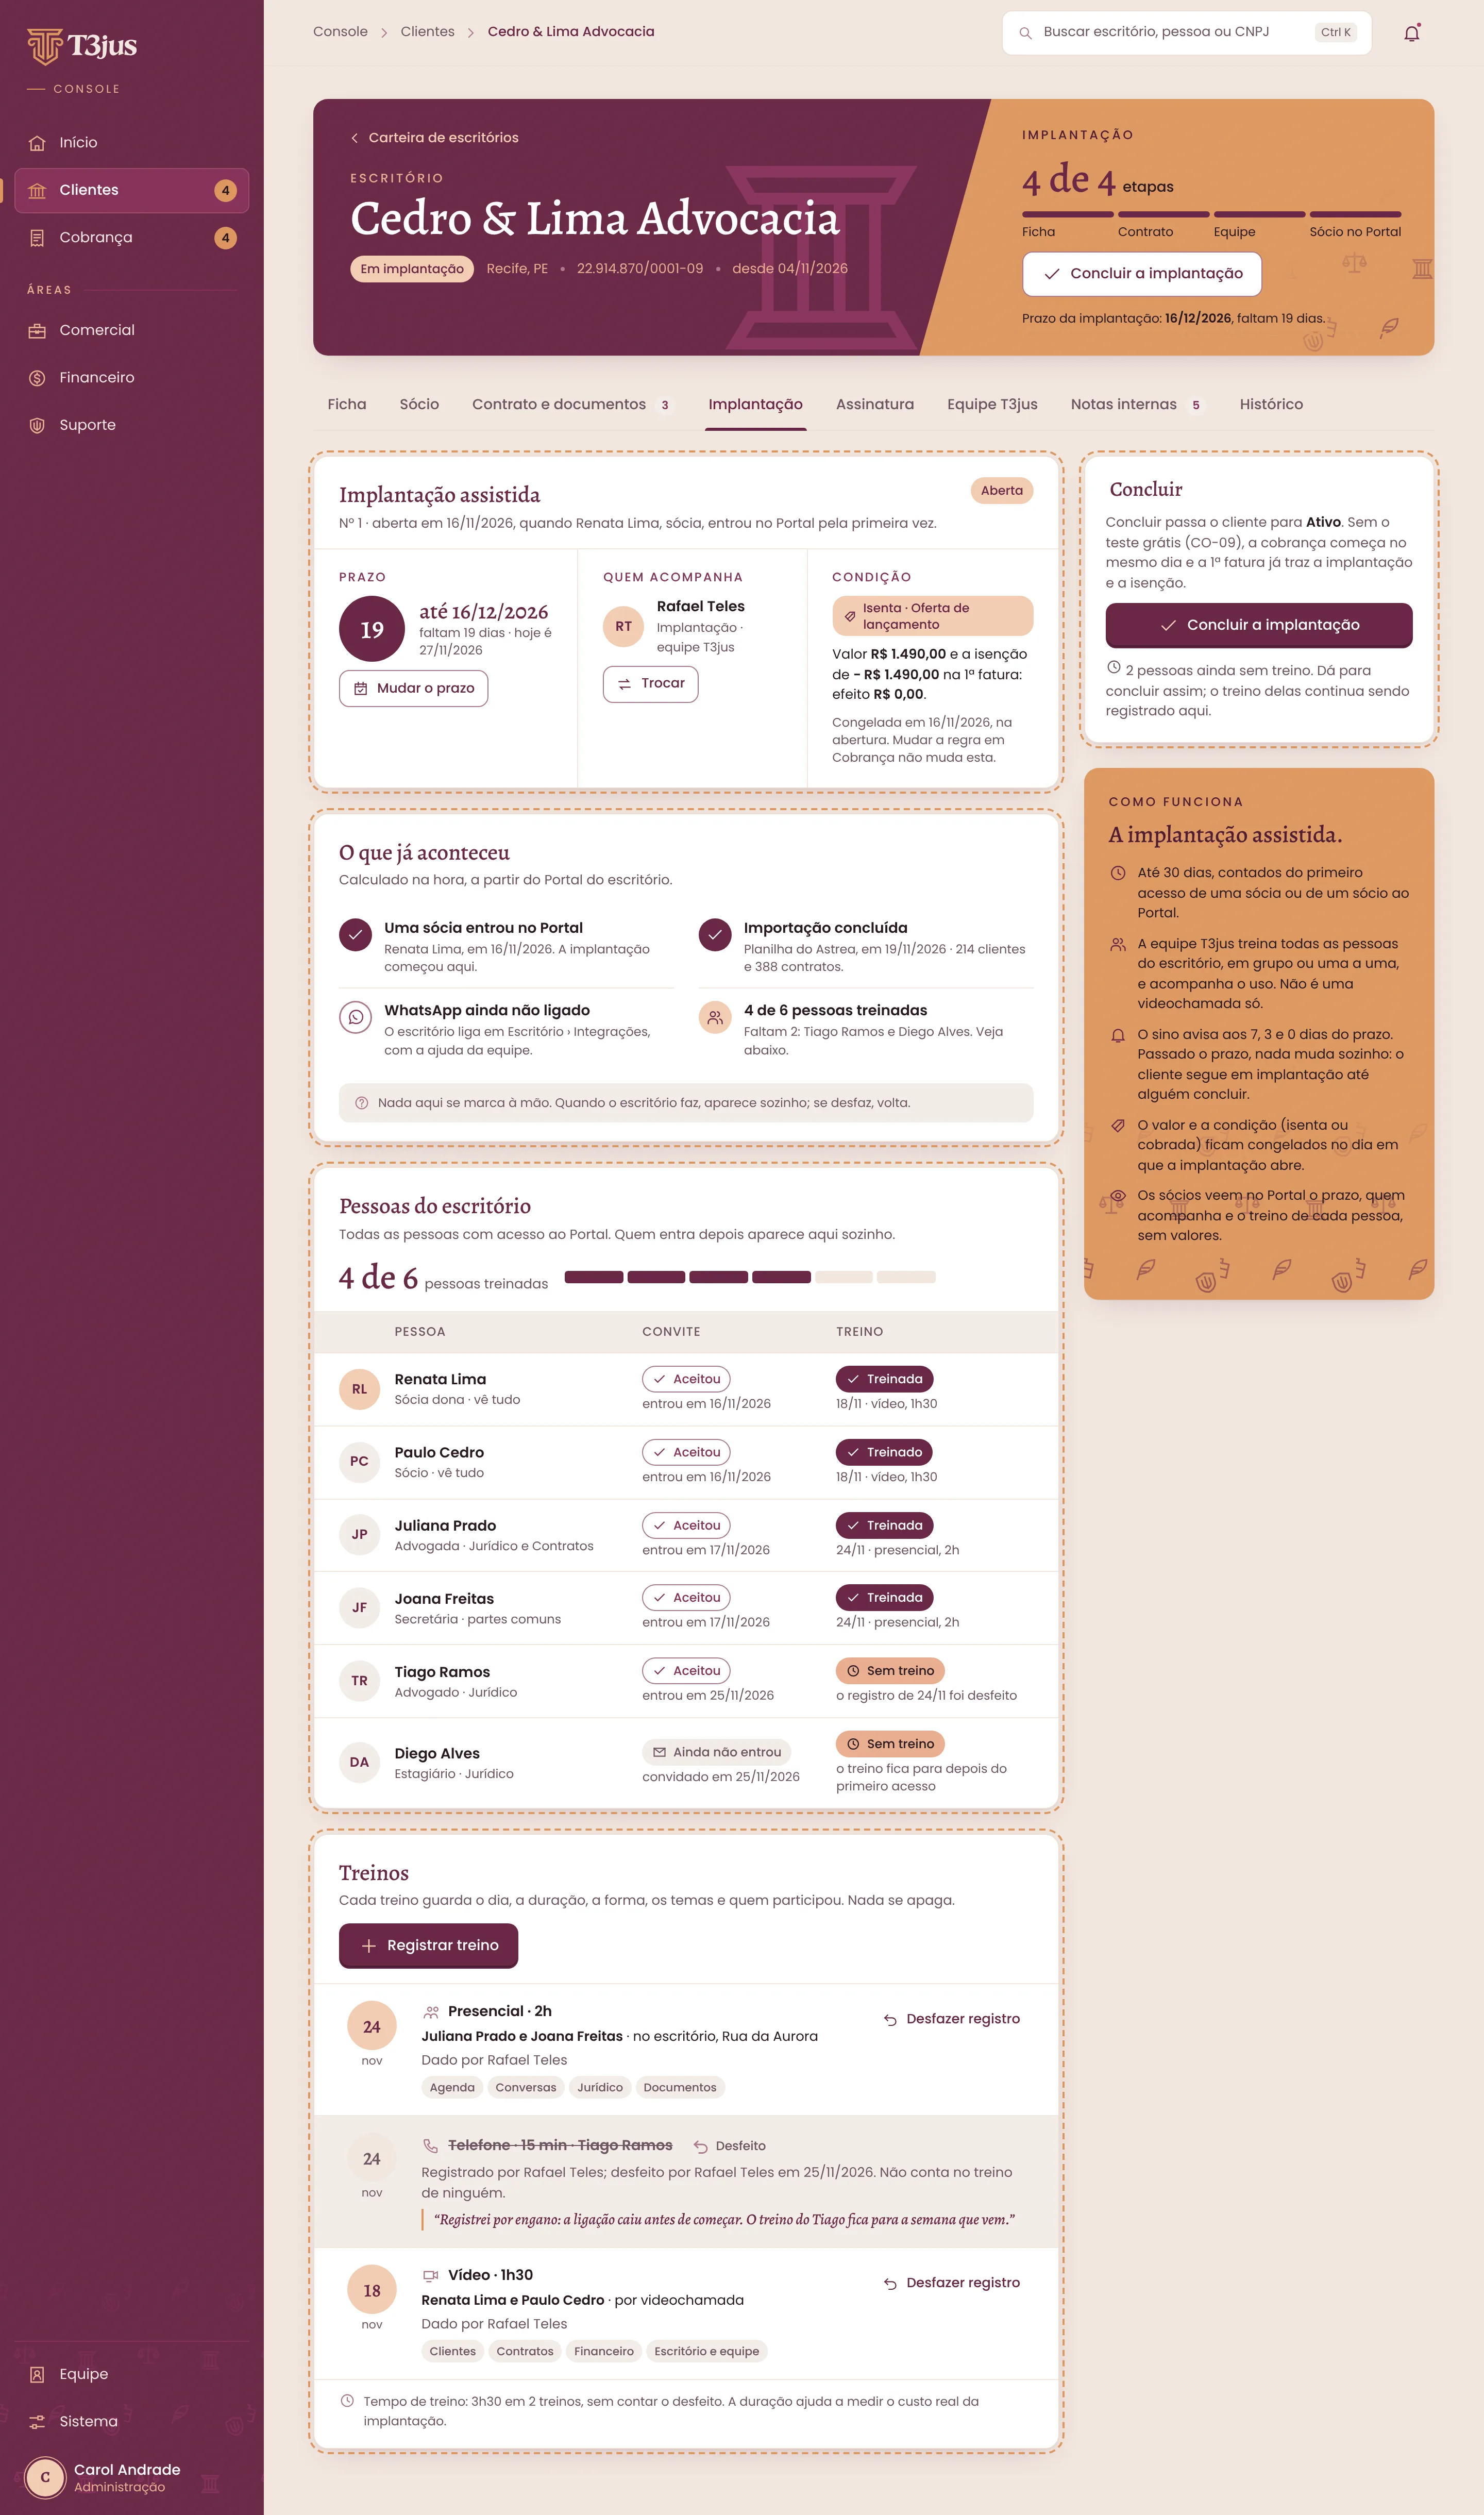 T3jus
CONSOLE
Início
Clientes 4
Cobrança 4
ÁREAS
Comercial
Financeiro
Suporte
Equipe
Sistema
C
Carol Andrade
Administração
Console > Clientes > Cedro & Lima Advocacia
Buscar escritório, pessoa ou CNPJ Ctrl K
Carteira de escritórios
ESCRITÓRIO
Cedro & Lima Advocacia
Em implantação Recife, PE • 22.914.870/0001-09 • desde 04/11/2026
IMPLANTAÇÃO
4 de 4 etapas
Ficha Contrato Equipe Sócio no Portal
Concluir a implantação
Prazo da implantação: 16/12/2026, faltam 19 dias.
Ficha Sócio Contrato e documentos 3 Implantação Assinatura Equipe T3jus Notas internas 5 Histórico
Implantação assistida
Aberta
Nº 1 · aberta em 16/11/2026, quando Renata Lima, sócia, entrou no Portal pela primeira vez.
PRAZO
19
até 16/12/2026
faltam 19 dias · hoje é
27/11/2026
Mudar o prazo
QUEM ACOMPANHA
RT
Rafael Teles
Implantação ·
equipe T3jus
Trocar
CONDIÇÃO
Isenta · Oferta de
lançamento
Valor R$ 1.490,00 e a isenção
de − R$ 1.490,00 na 1ª fatura:
efeito R$ 0,00.
Congelada em 16/11/2026, na
abertura. Mudar a regra em
Cobrança não muda esta.
O que já aconteceu
Calculado na hora, a partir do Portal do escritório.
Uma sócia entrou no Portal
Renata Lima, em 16/11/2026. A implantação
começou aqui.
Importação concluída
Planilha do Astrea, em 19/11/2026 · 214 clientes
e 388 contratos.
WhatsApp ainda não ligado
O escritório liga em Escritório › Integrações,
com a ajuda da equipe.
4 de 6 pessoas treinadas
Faltam 2: Tiago Ramos e Diego Alves. Veja
abaixo.
Nada aqui se marca à mão. Quando o escritório faz, aparece sozinho; se desfaz, volta.
Pessoas do escritório
Todas as pessoas com acesso ao Portal. Quem entra depois aparece aqui sozinho.
4 de 6 pessoas treinadas
PESSOA CONVITE TREINO
RL
Renata Lima
Sócia dona · vê tudo
Aceitou
entrou em 16/11/2026
Treinada
18/11 · vídeo, 1h30
PC
Paulo Cedro
Sócio · vê tudo
Aceitou
entrou em 16/11/2026
Treinado
18/11 · vídeo, 1h30
JP
Juliana Prado
Advogada · Jurídico e Contratos
Aceitou
entrou em 17/11/2026
Treinada
24/11 · presencial, 2h
JF
Joana Freitas
Secretária · partes comuns
Aceitou
entrou em 17/11/2026
Treinada
24/11 · presencial, 2h
TR
Tiago Ramos
Advogado · Jurídico
Aceitou
entrou em 25/11/2026
Sem treino
o registro de 24/11 foi desfeito
DA
Diego Alves
Estagiário · Jurídico
Ainda não entrou
convidado em 25/11/2026
Sem treino
o treino fica para depois do
primeiro acesso
Treinos
Cada treino guarda o dia, a duração, a forma, os temas e quem participou. Nada se apaga.
Registrar treino
24
nov
Presencial · 2h
Desfazer registro
Juliana Prado e Joana Freitas · no escritório, Rua da Aurora
Dado por Rafael Teles
Agenda Conversas Jurídico Documentos
24
nov
Telefone · 15 min · Tiago Ramos Desfeito
Registrado por Rafael Teles; desfeito por Rafael Teles em 25/11/2026. Não conta no treino
de ninguém.
“Registrei por engano: a ligação caiu antes de começar. O treino do Tiago fica para a semana que vem.”
18
nov
Vídeo · 1h30
Desfazer registro
Renata Lima e Paulo Cedro · por videochamada
Dado por Rafael Teles
Clientes Contratos Financeiro Escritório e equipe
Tempo de treino: 3h30 em 2 treinos, sem contar o desfeito. A duração ajuda a medir o custo real da
implantação.
Concluir
Concluir passa o cliente para Ativo. Sem o
teste grátis (CO-09), a cobrança começa no
mesmo dia e a 1ª fatura já traz a implantação
e a isenção.
Concluir a implantação
2 pessoas ainda sem treino. Dá para
concluir assim; o treino delas continua sendo
registrado aqui.
COMO FUNCIONA
A implantação assistida.
Até 30 dias, contados do primeiro
acesso de uma sócia ou de um sócio ao
Portal.
A equipe T3jus treina todas as pessoas
do escritório, em grupo ou uma a uma,
e acompanha o uso. Não é uma
videochamada só.
O sino avisa aos 7, 3 e 0 dias do prazo.
Passado o prazo, nada muda sozinho: o
cliente segue em implantação até
alguém concluir.
O valor e a condição (isenta ou
cobrada) ficam congelados no dia em
que a implantação abre.
Os sócios veem no Portal o prazo, quem
acompanha e o treino de cada pessoa,
sem valores.